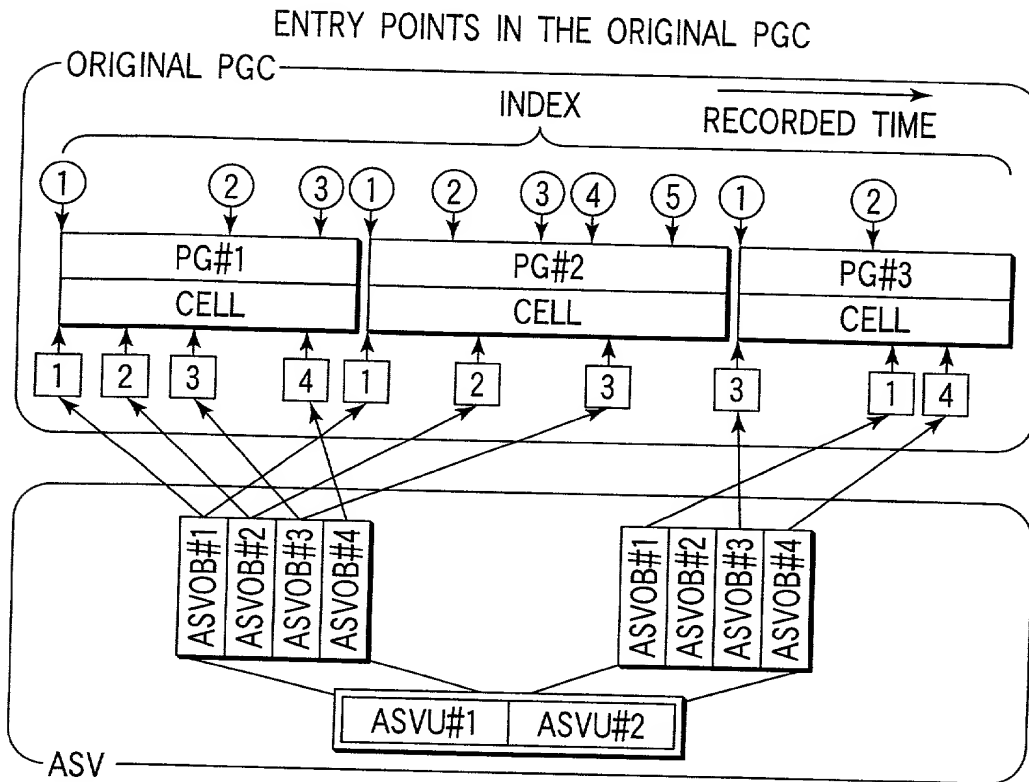 ENTRY POINTS IN THE ORIGINAL PGC
ORIGINAL PGC
INDEX
RECORDED TIME
1 2 3 1 2 3 4 5 1 2
PG#1 PG#2 PG#3
CELL CELL CELL
1 2 3 4 1 2 3 3 1 4
ASVOB#1 ASVOB#2 ASVOB#3 ASVOB#4 ASVOB#1 ASVOB#2 ASVOB#3 ASVOB#4
ASVU#1 ASVU#2
ASV